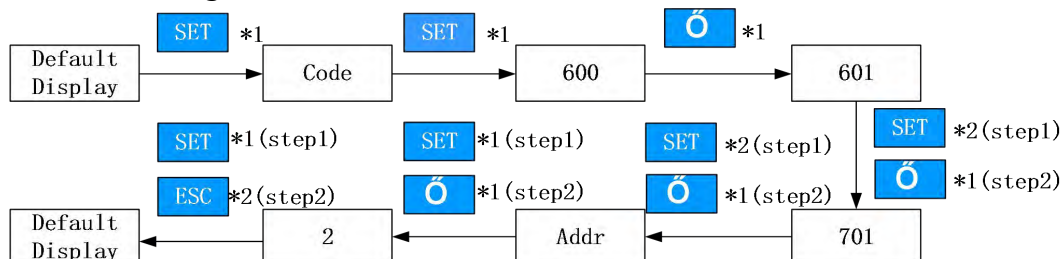 SET *1
SET *1
Ő *1
Default
Display
Code
600
601
SET *2(step1)
Ő *1(step2)
SET *1(step1)
ESC *2(step2)
SET *1(step1)
Ő *1(step2)
SET *2(step1)
Ő *1(step2)
Default
Display
2
Addr
701